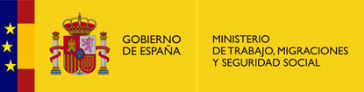 GOBIERNO
DE ESPAÑA
MINISTERIO
DE TRABAJO, MIGRACIONES
Y SEGURIDAD SOCIAL